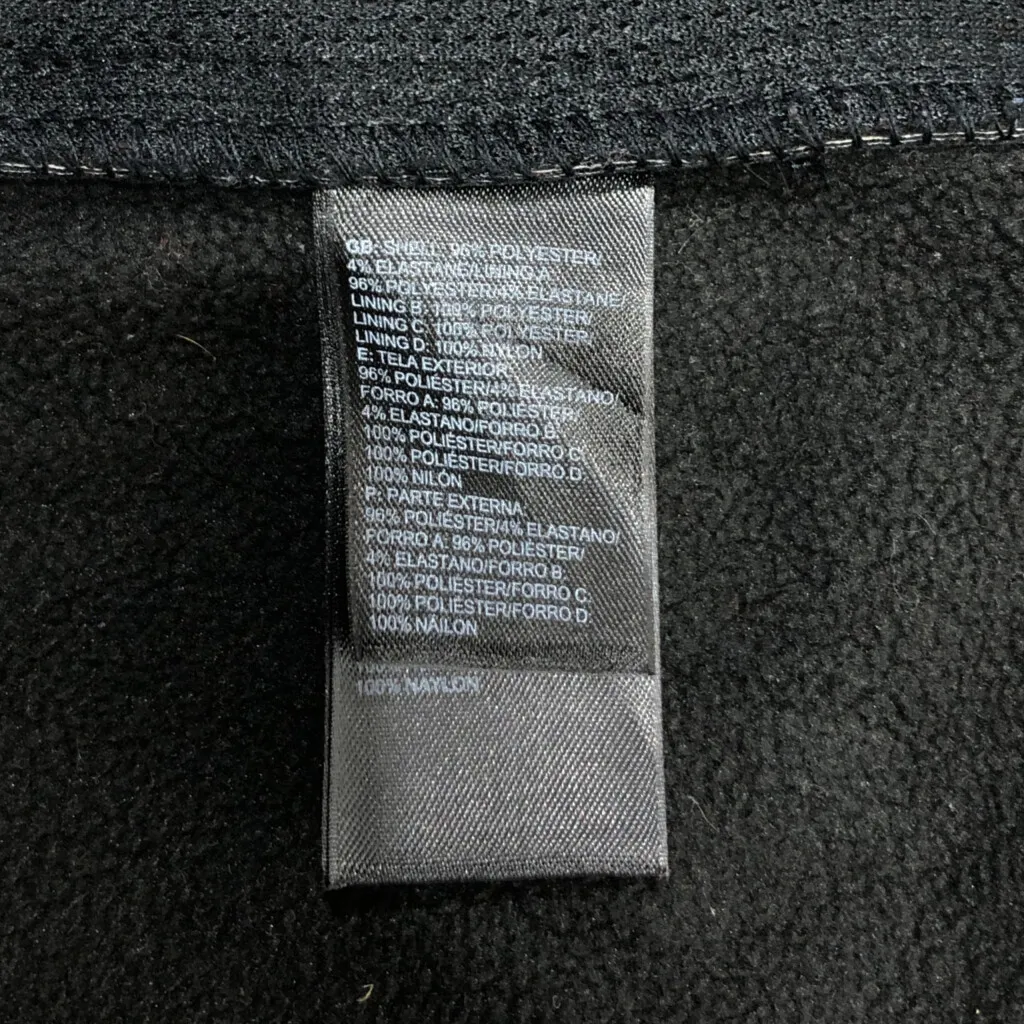 GB: SHELL: 96% POLYESTER/
4% ELASTANE/LINING A:
96% POLYESTER/4% ELASTANE/
LINING B: 100% POLYESTER/
LINING C: 100% POLYESTER/
LINING D: 100% NYLON
E: TELA EXTERIOR:
96% POLIÉSTER/4% ELASTANO/
FORRO A: 96% POLIÉSTER/
4% ELASTANO/FORRO B:
100% POLIÉSTER/FORRO C:
100% POLIÉSTER/FORRO D:
100% NILÓN
P: PARTE EXTERNA:
96% POLIÉSTER/4% ELASTANO/
FORRO A: 96% POLIÉSTER/
4% ELASTANO/FORRO B:
100% POLIÉSTER/FORRO C:
100% POLIÉSTER/FORRO D:
100% NÁILON
100% NAYLON